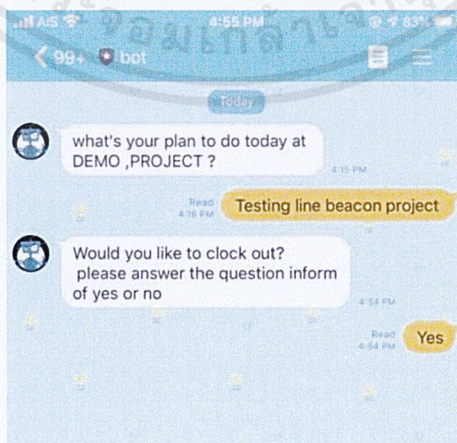 AIS 4:55 PM 83%
99+ bot
Today
what's your plan to do today at
DEMO ,PROJECT ?
4:15 PM
Read
4:16 PM
Testing line beacon project
Would you like to clock out?
please answer the question inform
of yes or no
4:54 PM
Read
4:54 PM
Yes